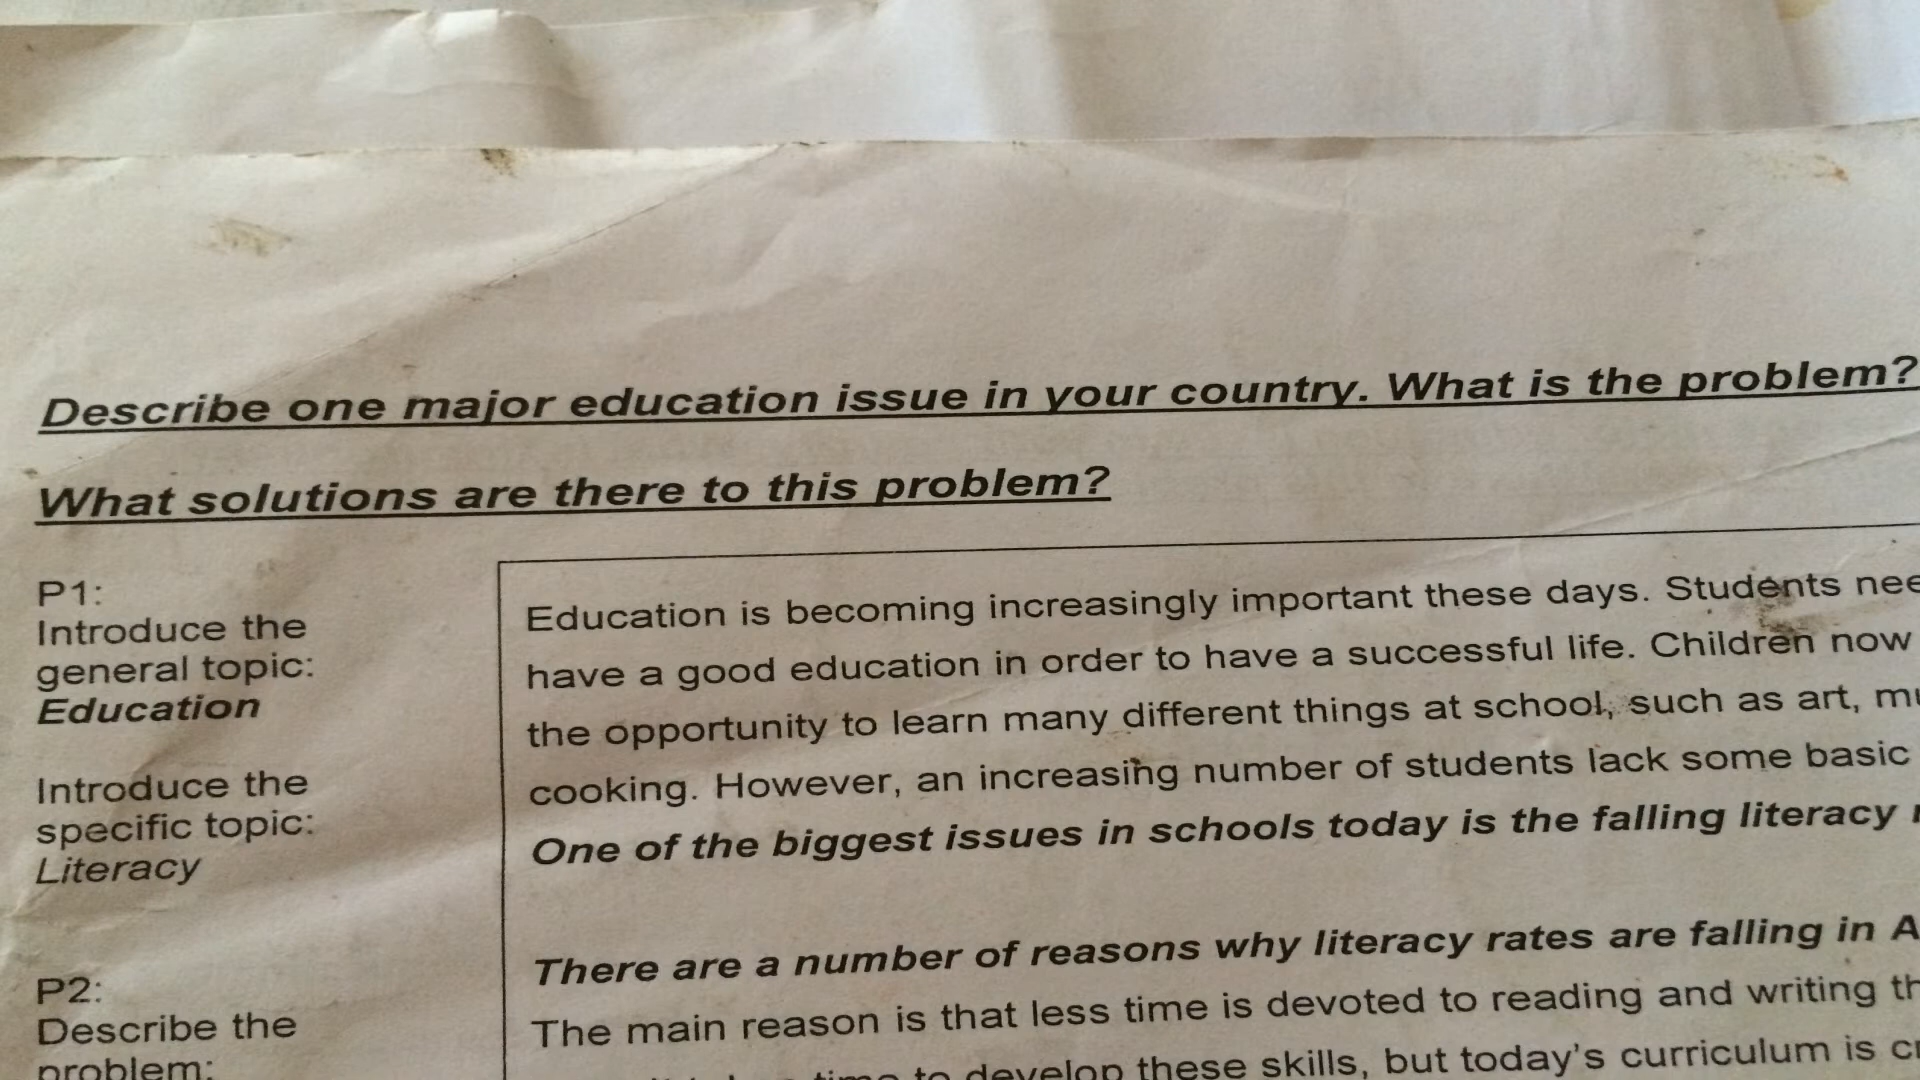 Describe one major education issue in your country. What is the problem?
What solutions are there to this problem?
P1:
Introduce the
general topic:
Education
Introduce the
specific topic:
Literacy
P2:
Describe the
problem:
Education is becoming increasingly important these days. Students
have a good education in order to have a successful life. Children now
the opportunity to learn many different things at school, such as art,
cooking. However, an increasing number of students lack some basic
One of the biggest issues in schools today is the falling literacy
There are a number of reasons why literacy rates are falling in
The main reason is that less time is devoted to reading and writing
time to develop these skills, but today's curriculum is